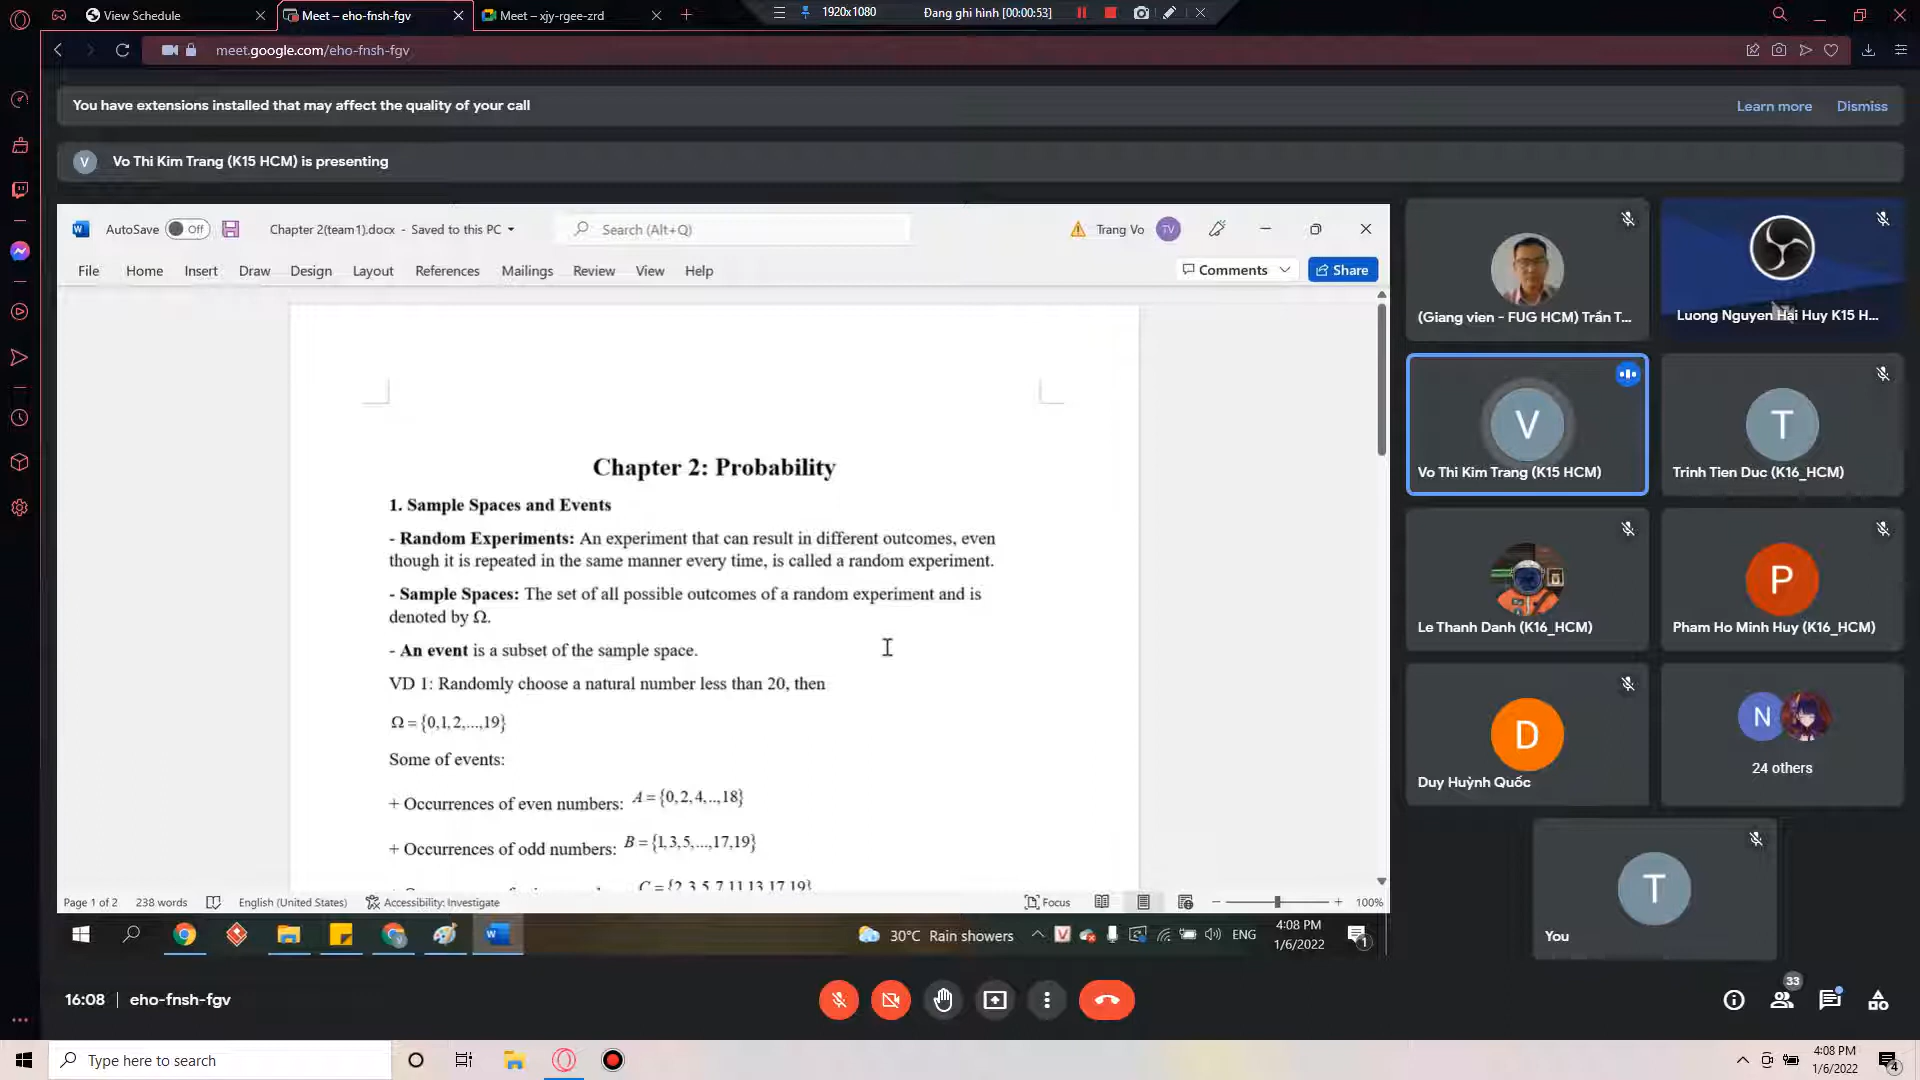 View Schedule
Meet – eho-fnsh-fgv
Meet – xjy-rgee-zrd
1920x1080
Đang ghi hình [00:00:53]
meet.google.com/eho-fnsh-fgv
You have extensions installed that may affect the quality of your call
Learn more
Dismiss
V
Vo Thi Kim Trang (K15 HCM) is presenting
AutoSave
Off
Chapter 2(team1).docx - Saved to this PC
Search (Alt+Q)
Trang Vo
TV
File
Home
Insert
Draw
Design
Layout
References
Mailings
Review
View
Help
Comments
Share
Chapter 2: Probability
1. Sample Spaces and Events
- Random Experiments: An experiment that can result in different outcomes, even
though it is repeated in the same manner every time, is called a random experiment.
- Sample Spaces: The set of all possible outcomes of a random experiment and is
denoted by Ω.
- An event is a subset of the sample space.
VD 1: Randomly choose a natural number less than 20, then
Ω = {0,1,2,...,19}
Some of events:
+ Occurrences of even numbers: A = {0,2,4,..,18}
+ Occurrences of odd numbers: B = {1,3,5,...,17,19}
C = {2,3,5,7,11,13,17,19}
Page 1 of 2
238 words
English (United States)
Accessibility: Investigate
Focus
100%
30°C Rain showers
ENG
4:08 PM
1/6/2022
1
(Giang vien - FUG HCM) Trần T...
Luong Nguyen Hai Huy K15 H...
V
Vo Thi Kim Trang (K15 HCM)
T
Trinh Tien Duc (K16_HCM)
Le Thanh Danh (K16_HCM)
P
Pham Ho Minh Huy (K16_HCM)
D
Duy Huỳnh Quốc
N
24 others
T
You
16:08 | eho-fnsh-fgv
33
Type here to search
4:08 PM
1/6/2022
4